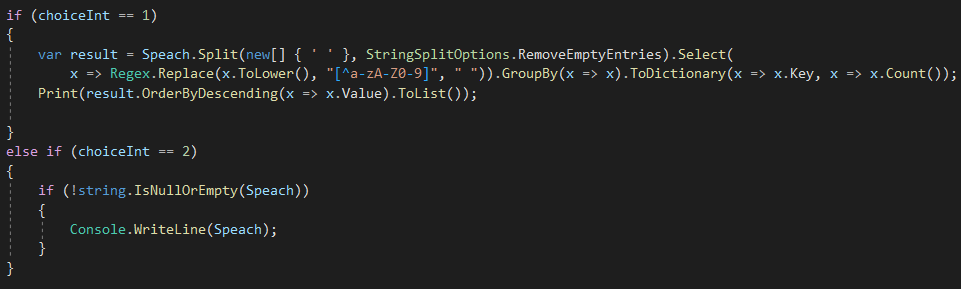 if (choiceInt == 1)
{
    var result = Speach.Split(new[] { ' ' }, StringSplitOptions.RemoveEmptyEntries).Select(
        x => Regex.Replace(x.ToLower(), "[^a-zA-Z0-9]", " ")).GroupBy(x => x).ToDictionary(x => x.Key, x => x.Count());
    Print(result.OrderByDescending(x => x.Value).ToList());
}
else if (choiceInt == 2)
{
    if (!string.IsNullOrEmpty(Speach))
    {
        Console.WriteLine(Speach);
    }
}